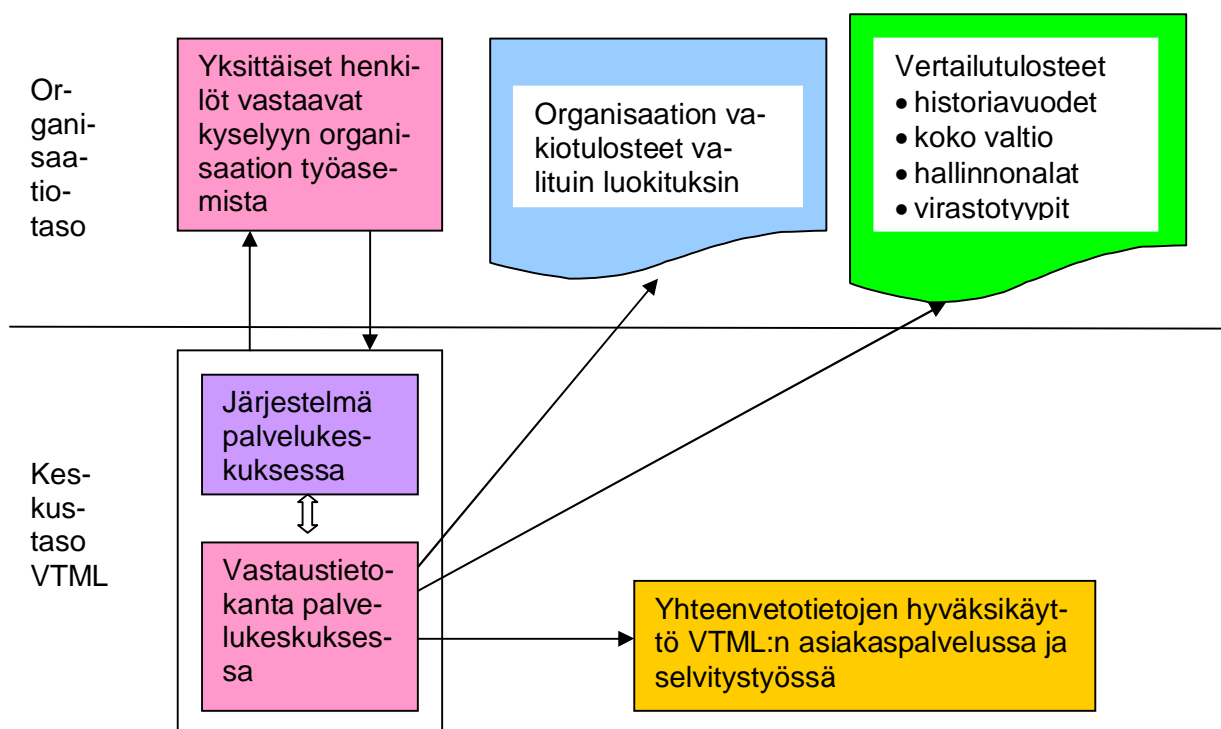 Or-
gani-
saa-
tio-
taso
Yksittäiset henki-
löt vastaavat
kyselyyn organi-
saation työase-
mista
Organisaation va-
kiotulosteet va-
lituin luokituksin
Vertailutulosteet
• historiavuodet
• koko valtio
• hallinnonalat
• virastotyypit
Kes-
kus-
taso
VTML
Järjestelmä
palvelukes-
kuksessa
Vastaustieto-
kanta palve-
lukeskukses-
sa
Yhteenvetotietojen hyväksikäyt-
tö VTML:n asiakaspalvelussa ja
selvitystyössä